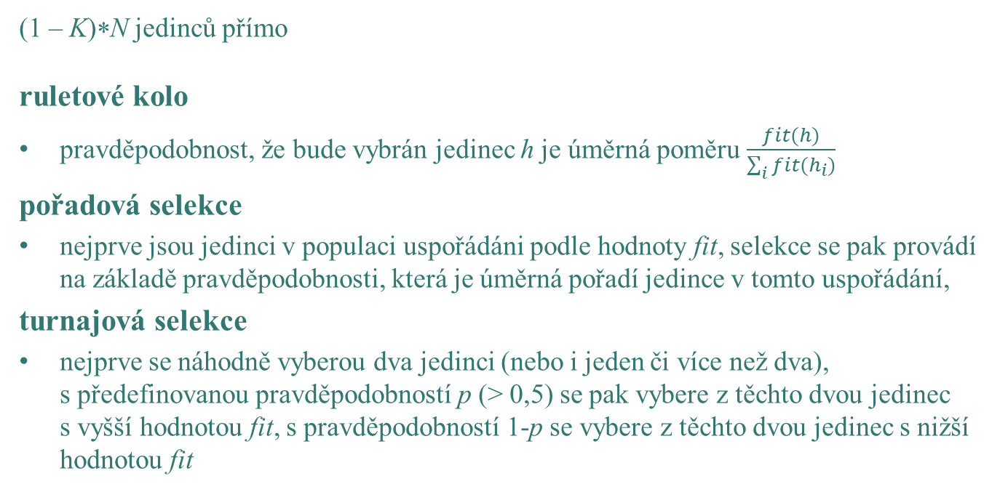 (1 – K)*N jedinců přímo
ruletové kolo
• pravděpodobnost, že bude vybrán jedinec h je úměrná poměru fit(h) / ∑i fit(hi)
pořadová selekce
• nejprve jsou jedinci v populaci uspořádáni podle hodnoty fit, selekce se pak provádí
na základě pravděpodobnosti, která je úměrná pořadí jedince v tomto uspořádání,
turnajová selekce
• nejprve se náhodně vyberou dva jedinci (nebo i jeden či více než dva),
s předefinovanou pravděpodobností p (> 0,5) se pak vybere z těchto dvou jedinec
s vyšší hodnotou fit, s pravděpodobností 1-p se vybere z těchto dvou jedinec s nižší
hodnotou fit